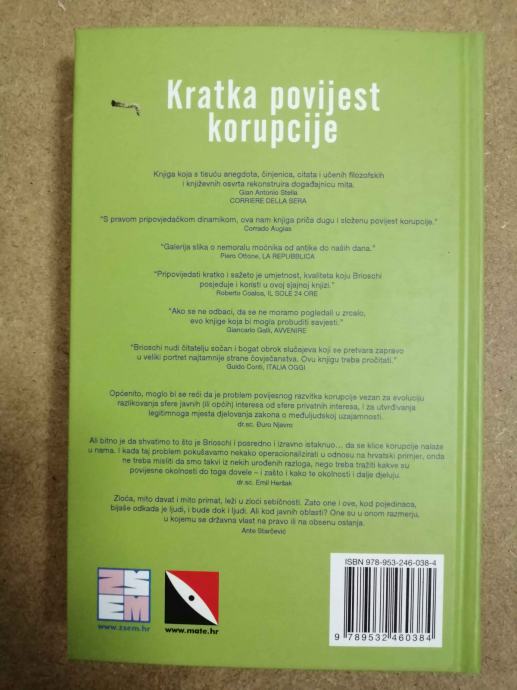 Kratka povijest
korupcije
Knjiga koja s tisuću anegdota, činjenica, citata i učenih filozofskih
i književnih osvrta rekonstruira događajnicu mita.
Gian Antonio Stella
CORRIERE DELLA SERA
"S pravom pripovjedačkom dinamikom, ova nam knjiga priča dugu i složenu povijest korupcije."
Corrado Augias
"Galerija slika o nemoralu moćnika od antike do naših dana."
Piero Ottone, LA REPUBBLICA
"Pripovijedati kratko i sažeto je umjetnost, kvaliteta koju Brioschi
posjeduje i koristi u ovoj sjajnoj knjizi."
Roberto Coaloa, IL SOLE 24 ORE
"Ako se ne odbaci, da se ne moramo pogledali u zrcalo,
evo knjige koja bi mogla probuditi savjesti."
Giancarlo Galli, AVVENIRE
"Brioschi nudi čitatelju sočan i bogat obrok slučajeva koji se pretvara zapravo
u veliki portret najtamnije strane čovječanstva. Ovu knjigu treba pročitati."
Guido Conti, ITALIA OGGI
Općenito, moglo bi se reći da je problem povijesnog razvitka korupcije vezan za evoluciju
razlikovanja sfere javnih (ili općih) interesa od sfere privatnih interesa, i za utvrđivanja
legitimnoga mjesta djelovanja zakona o međuljudskoj uzajamnosti.
dr.sc. Đuro Njavro
Ali bitno je da shvatimo to što je Brioschi i posredno i izravno istaknuo... da se klice korupcije nalaze
u nama. I kada taj problem pokušavamo nekako operacionalizirati u odnosu na hrvatski primjer, onda
ne treba misliti da smo takvi iz nekih urođenih razloga, nego treba tražiti kakve su
povijesne okolnosti do toga dovele – i zašto i kako te okolnosti i dalje djeluju.
dr.sc. Emil Heršak
Zloća, mito davat i mito primat, leži u zloći sebičnosti. Zato one i ove, kod pojedinaca,
bijaše odkada je ljudi, i bude dok i ljudi. Ali kod javnih oblasti? One su u onom razmerju,
u kojemu se državna vlast na pravo ili na obsenu oslanja.
Ante Starčević
ISBN 978-953-246-038-4
9 789532 460384
ZS
EM
www.zsem.hr
www.mate.hr